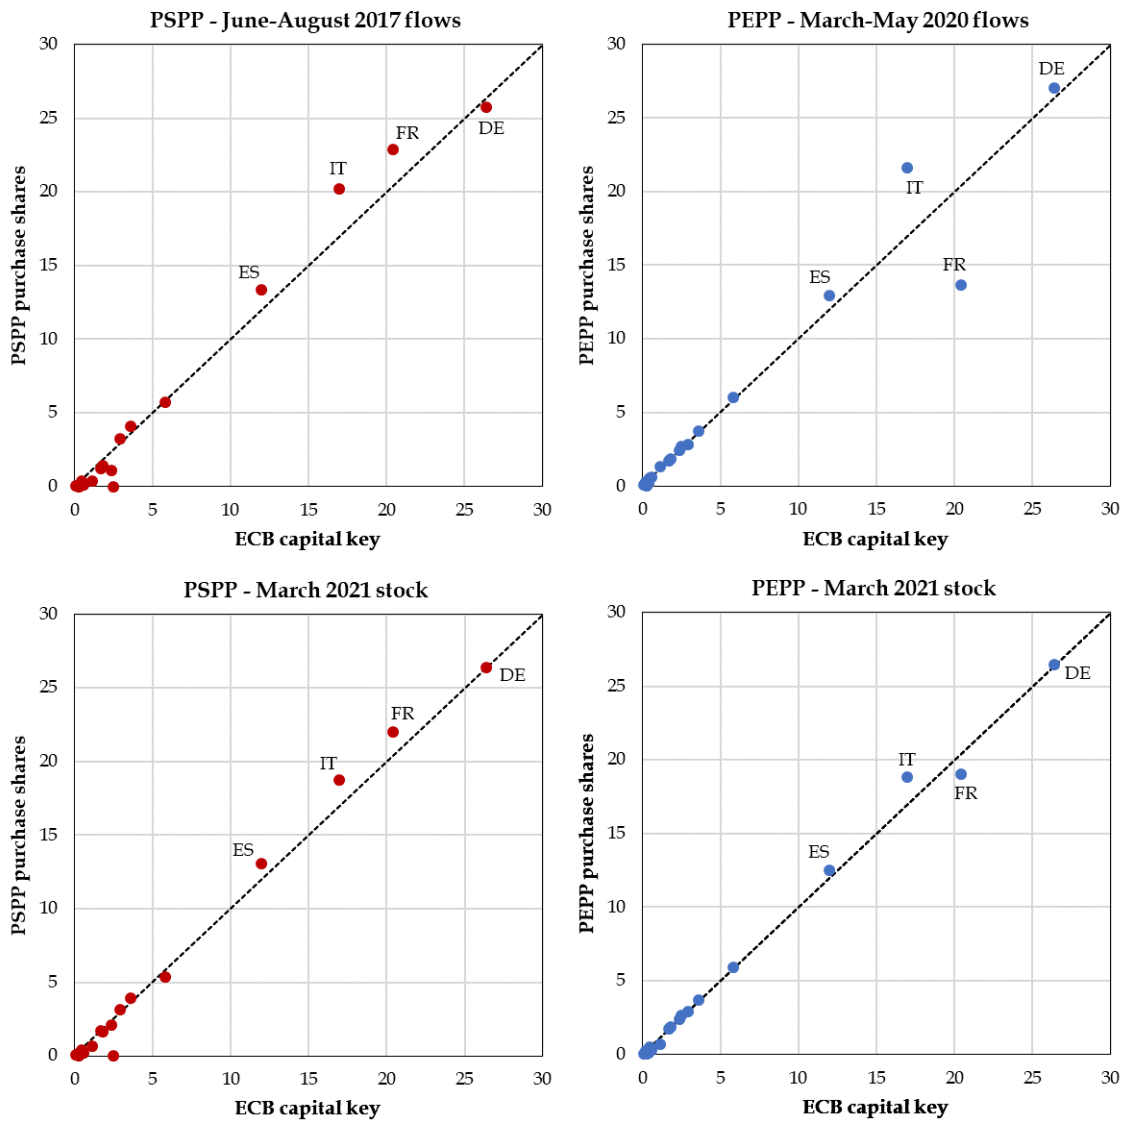 PSPP - June-August 2017 flows
PSPP purchase shares
30
25
20
15
10
5
0
DE
FR
IT
ES
0 5 10 15 20 25 30
ECB capital key
PEPP - March-May 2020 flows
PEPP purchase shares
30
25
20
15
10
5
0
DE
IT
FR
ES
0 5 10 15 20 25 30
ECB capital key
PSPP - March 2021 stock
PSPP purchase shares
30
25
20
15
10
5
0
DE
FR
IT
ES
0 5 10 15 20 25 30
ECB capital key
PEPP - March 2021 stock
PEPP purchase shares
30
25
20
15
10
5
0
DE
IT
FR
ES
0 5 10 15 20 25 30
ECB capital key